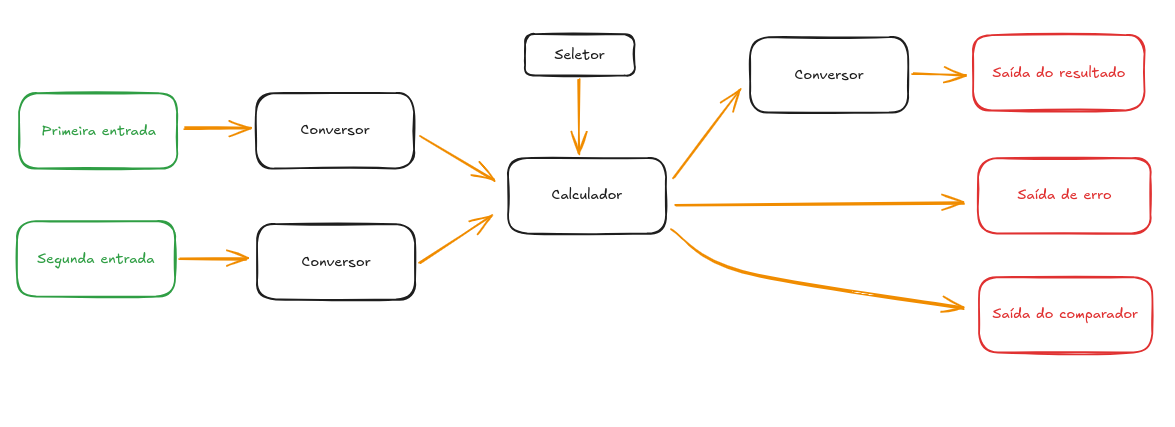 Seletor
Conversor
Saída do resultado
Primeira entrada
Conversor
Calculador
Saída de erro
Segunda entrada
Conversor
Saída do comparador